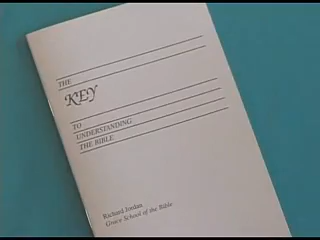 THE
KEY
TO
UNDERSTANDING
THE BIBLE
Richard Jordan
Grace School of the Bible